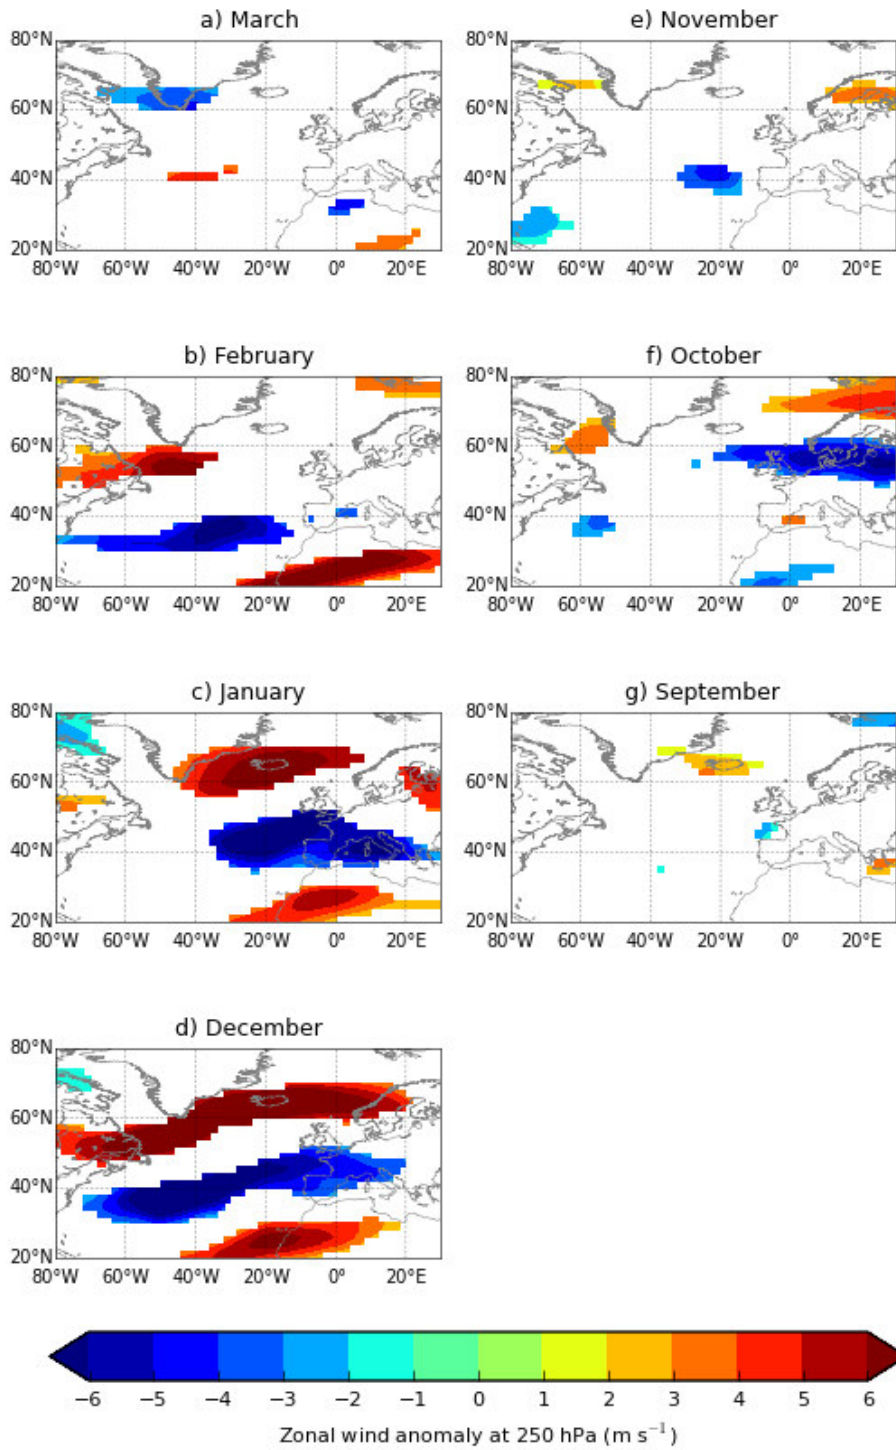 a) March
80°N
60°N
40°N
20°N
80°W 60°W 40°W 20°W 0° 20°E
e) November
80°N
60°N
40°N
20°N
80°W 60°W 40°W 20°W 0° 20°E
b) February
80°N
60°N
40°N
20°N
80°W 60°W 40°W 20°W 0° 20°E
f) October
80°N
60°N
40°N
20°N
80°W 60°W 40°W 20°W 0° 20°E
c) January
80°N
60°N
40°N
20°N
80°W 60°W 40°W 20°W 0° 20°E
g) September
80°N
60°N
40°N
20°N
80°W 60°W 40°W 20°W 0° 20°E
d) December
80°N
60°N
40°N
20°N
80°W 60°W 40°W 20°W 0° 20°E
−6 −5 −4 −3 −2 −1 0 1 2 3 4 5 6
Zonal wind anomaly at 250 hPa (m s⁻¹)